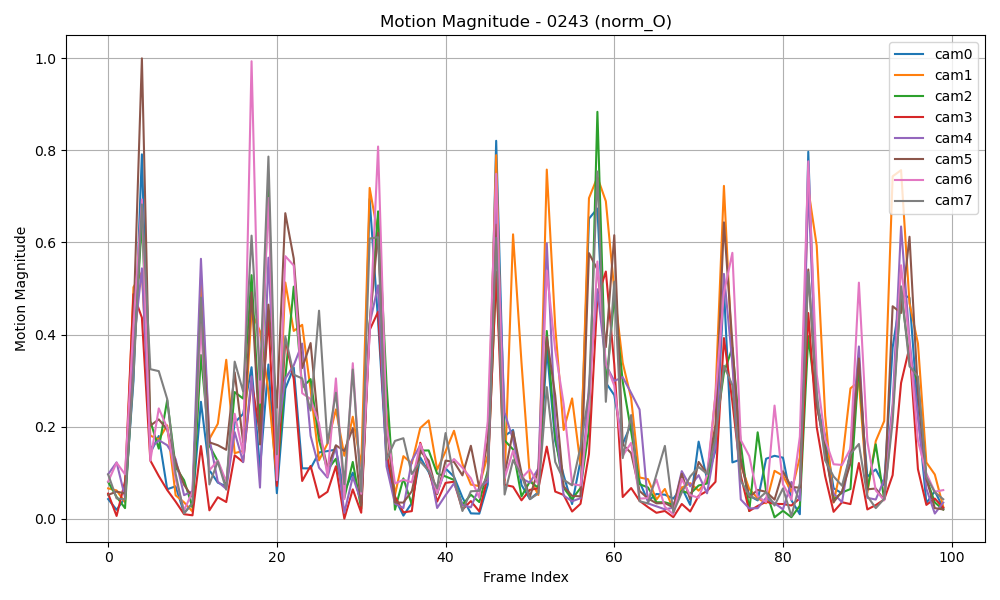 Motion Magnitude - 0243 (norm_O)
Motion Magnitude
1.0
0.8
0.6
0.4
0.2
0.0
0
20
40
60
80
100
Frame Index
cam0
cam1
cam2
cam3
cam4
cam5
cam6
cam7